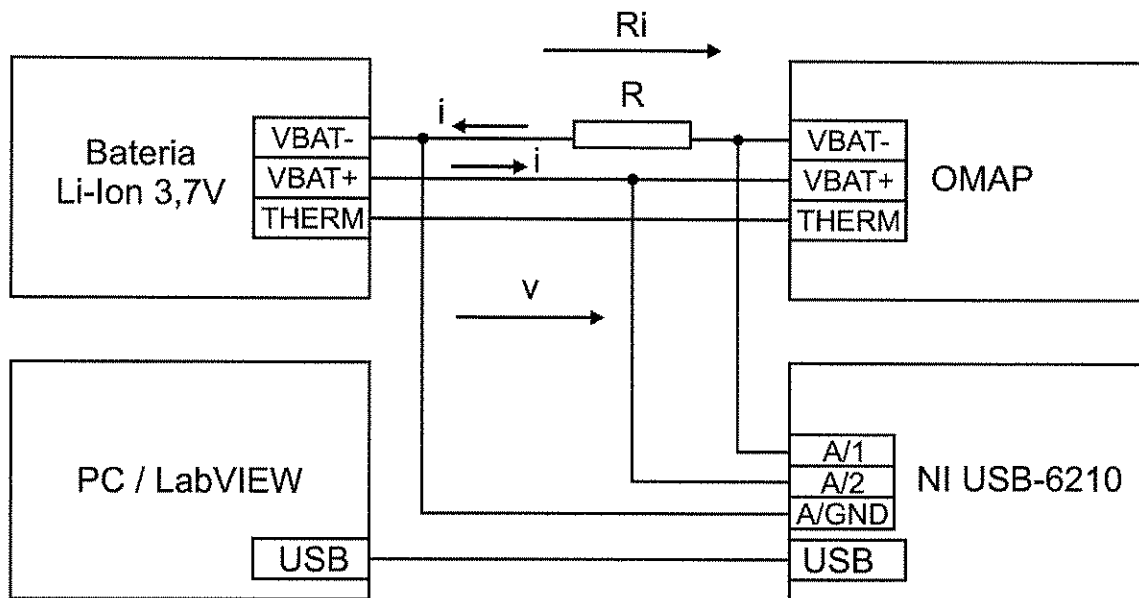 Ri
R
i
i
v
Bateria
Li-Ion 3,7V
VBAT-
VBAT+
THERM
VBAT-
VBAT+
THERM
OMAP
PC / LabVIEW
USB
A/1
A/2
A/GND
USB
NI USB-6210